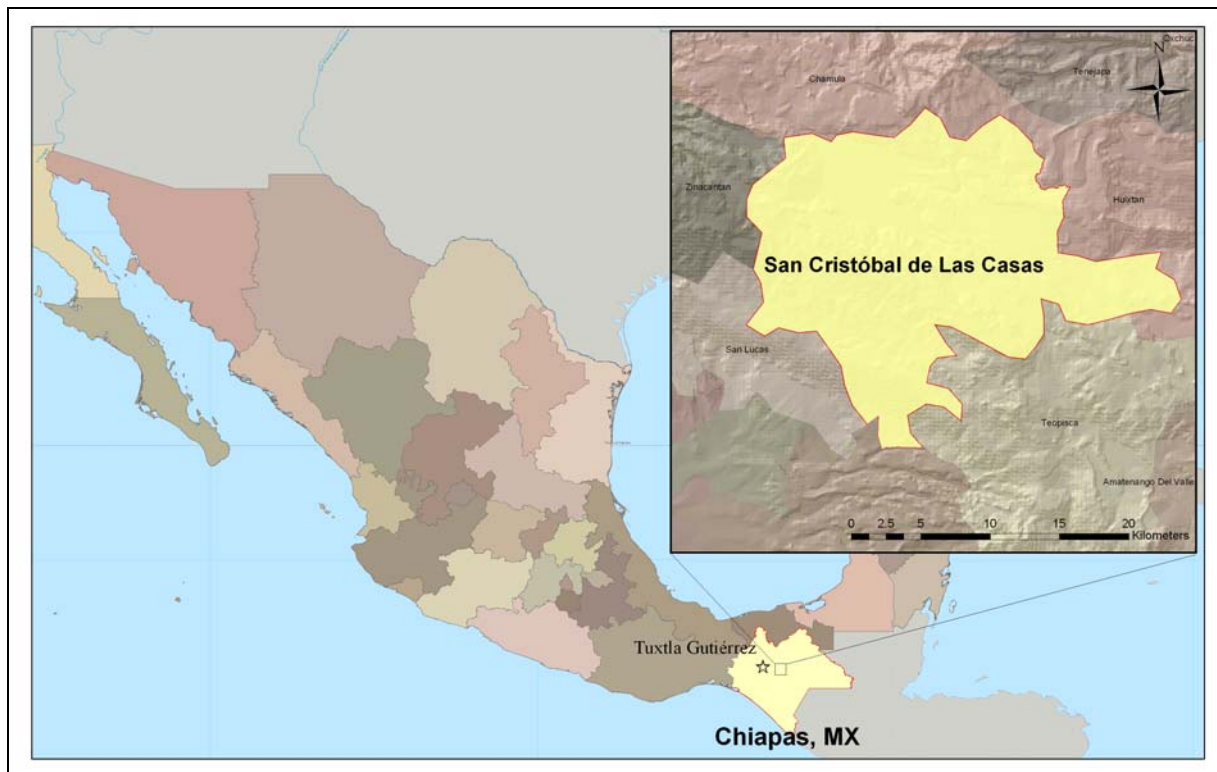 Oxchuc
N
Chamula
Tenejapa
Zinacantan
Huixtan
San Cristóbal de Las Casas
San Lucas
Teopisca
Amatenango Del Valle
0 2.5 5 10 15 20
Kilometers
Tuxtla Gutiérrez
Chiapas, MX